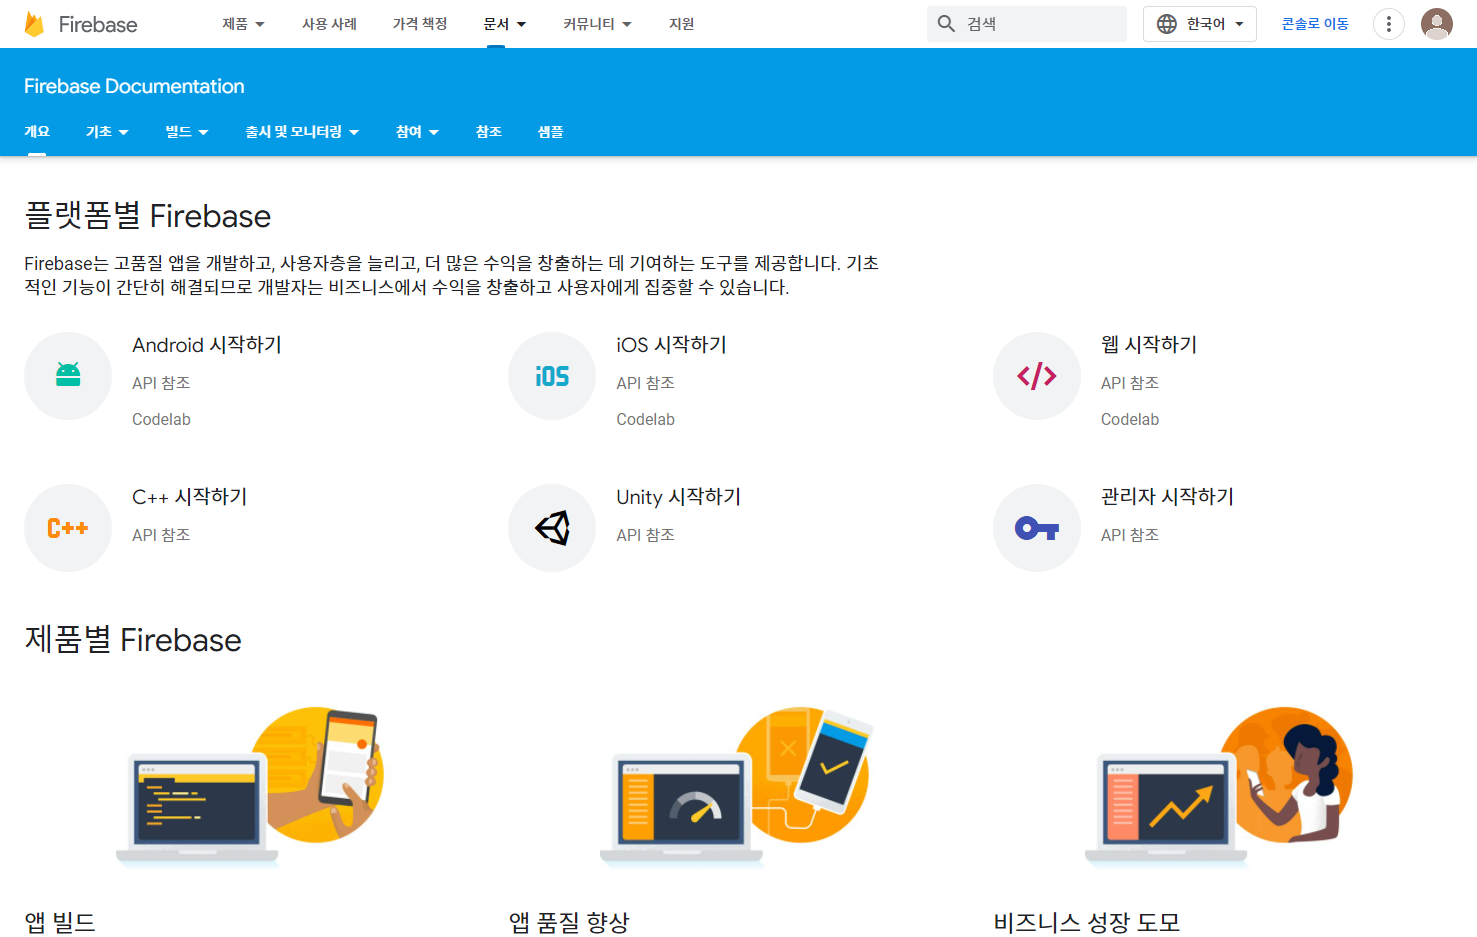 Firebase 제품 사용 사례 가격 책정 문서 커뮤니티 지원 검색 한국어 콘솔로 이동
Firebase Documentation
개요 기초 빌드 출시 및 모니터링 참여 참조 샘플
플랫폼별 Firebase
Firebase는 고품질 앱을 개발하고, 사용자층을 늘리고, 더 많은 수익을 창출하는 데 기여하는 도구를 제공합니다. 기초
적인 기능이 간단히 해결되므로 개발자는 비즈니스에서 수익을 창출하고 사용자에게 집중할 수 있습니다.
Android 시작하기
API 참조
Codelab
iOS
iOS 시작하기
API 참조
Codelab
</>
웹 시작하기
API 참조
Codelab
C++
C++ 시작하기
API 참조
Unity 시작하기
API 참조
관리자 시작하기
API 참조
제품별 Firebase
앱 빌드
앱 품질 향상
비즈니스 성장 도모